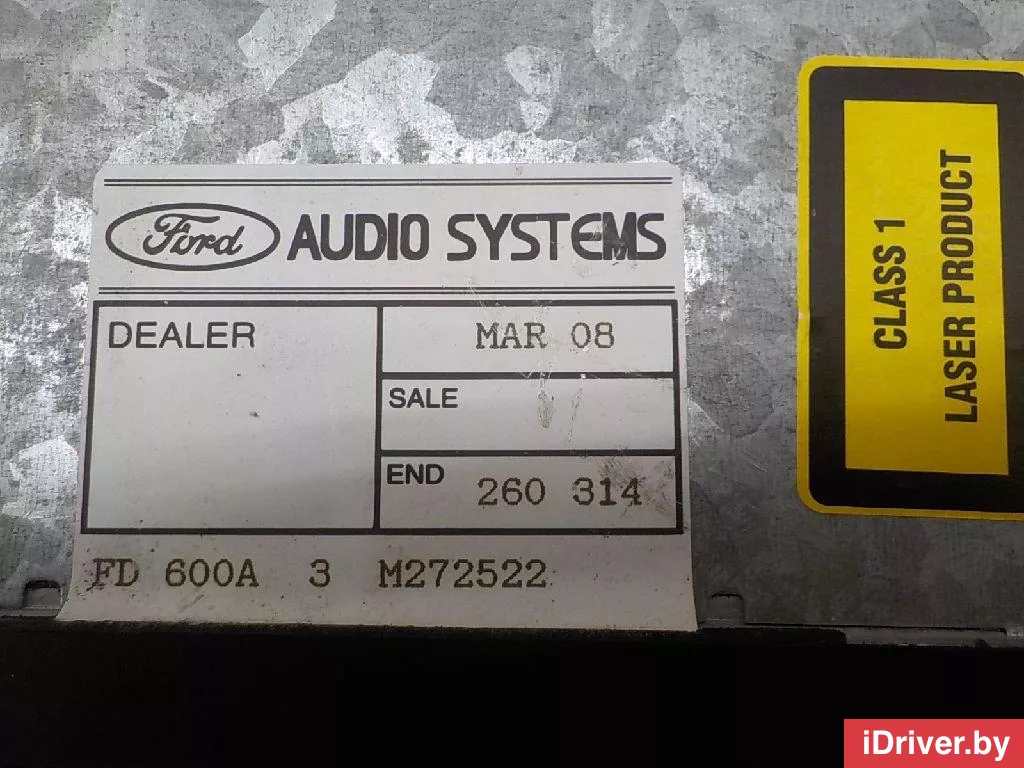 Ford AUDIO SYSTEMS
DEALER
MAR 08
SALE
END 260 314
FD 600A 3 M272522
CLASS 1
LASER PRODUCT
iDriver.by